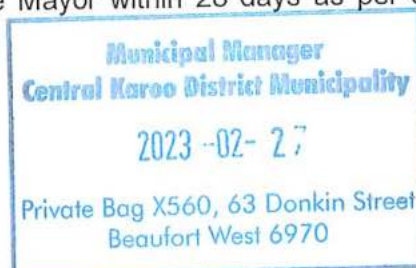 Mayor within 28 days as per
Municipal Manager
Central Karoo District Municipality
2023 -02- 27
Private Bag X560, 63 Donkin Street
Beaufort West 6970